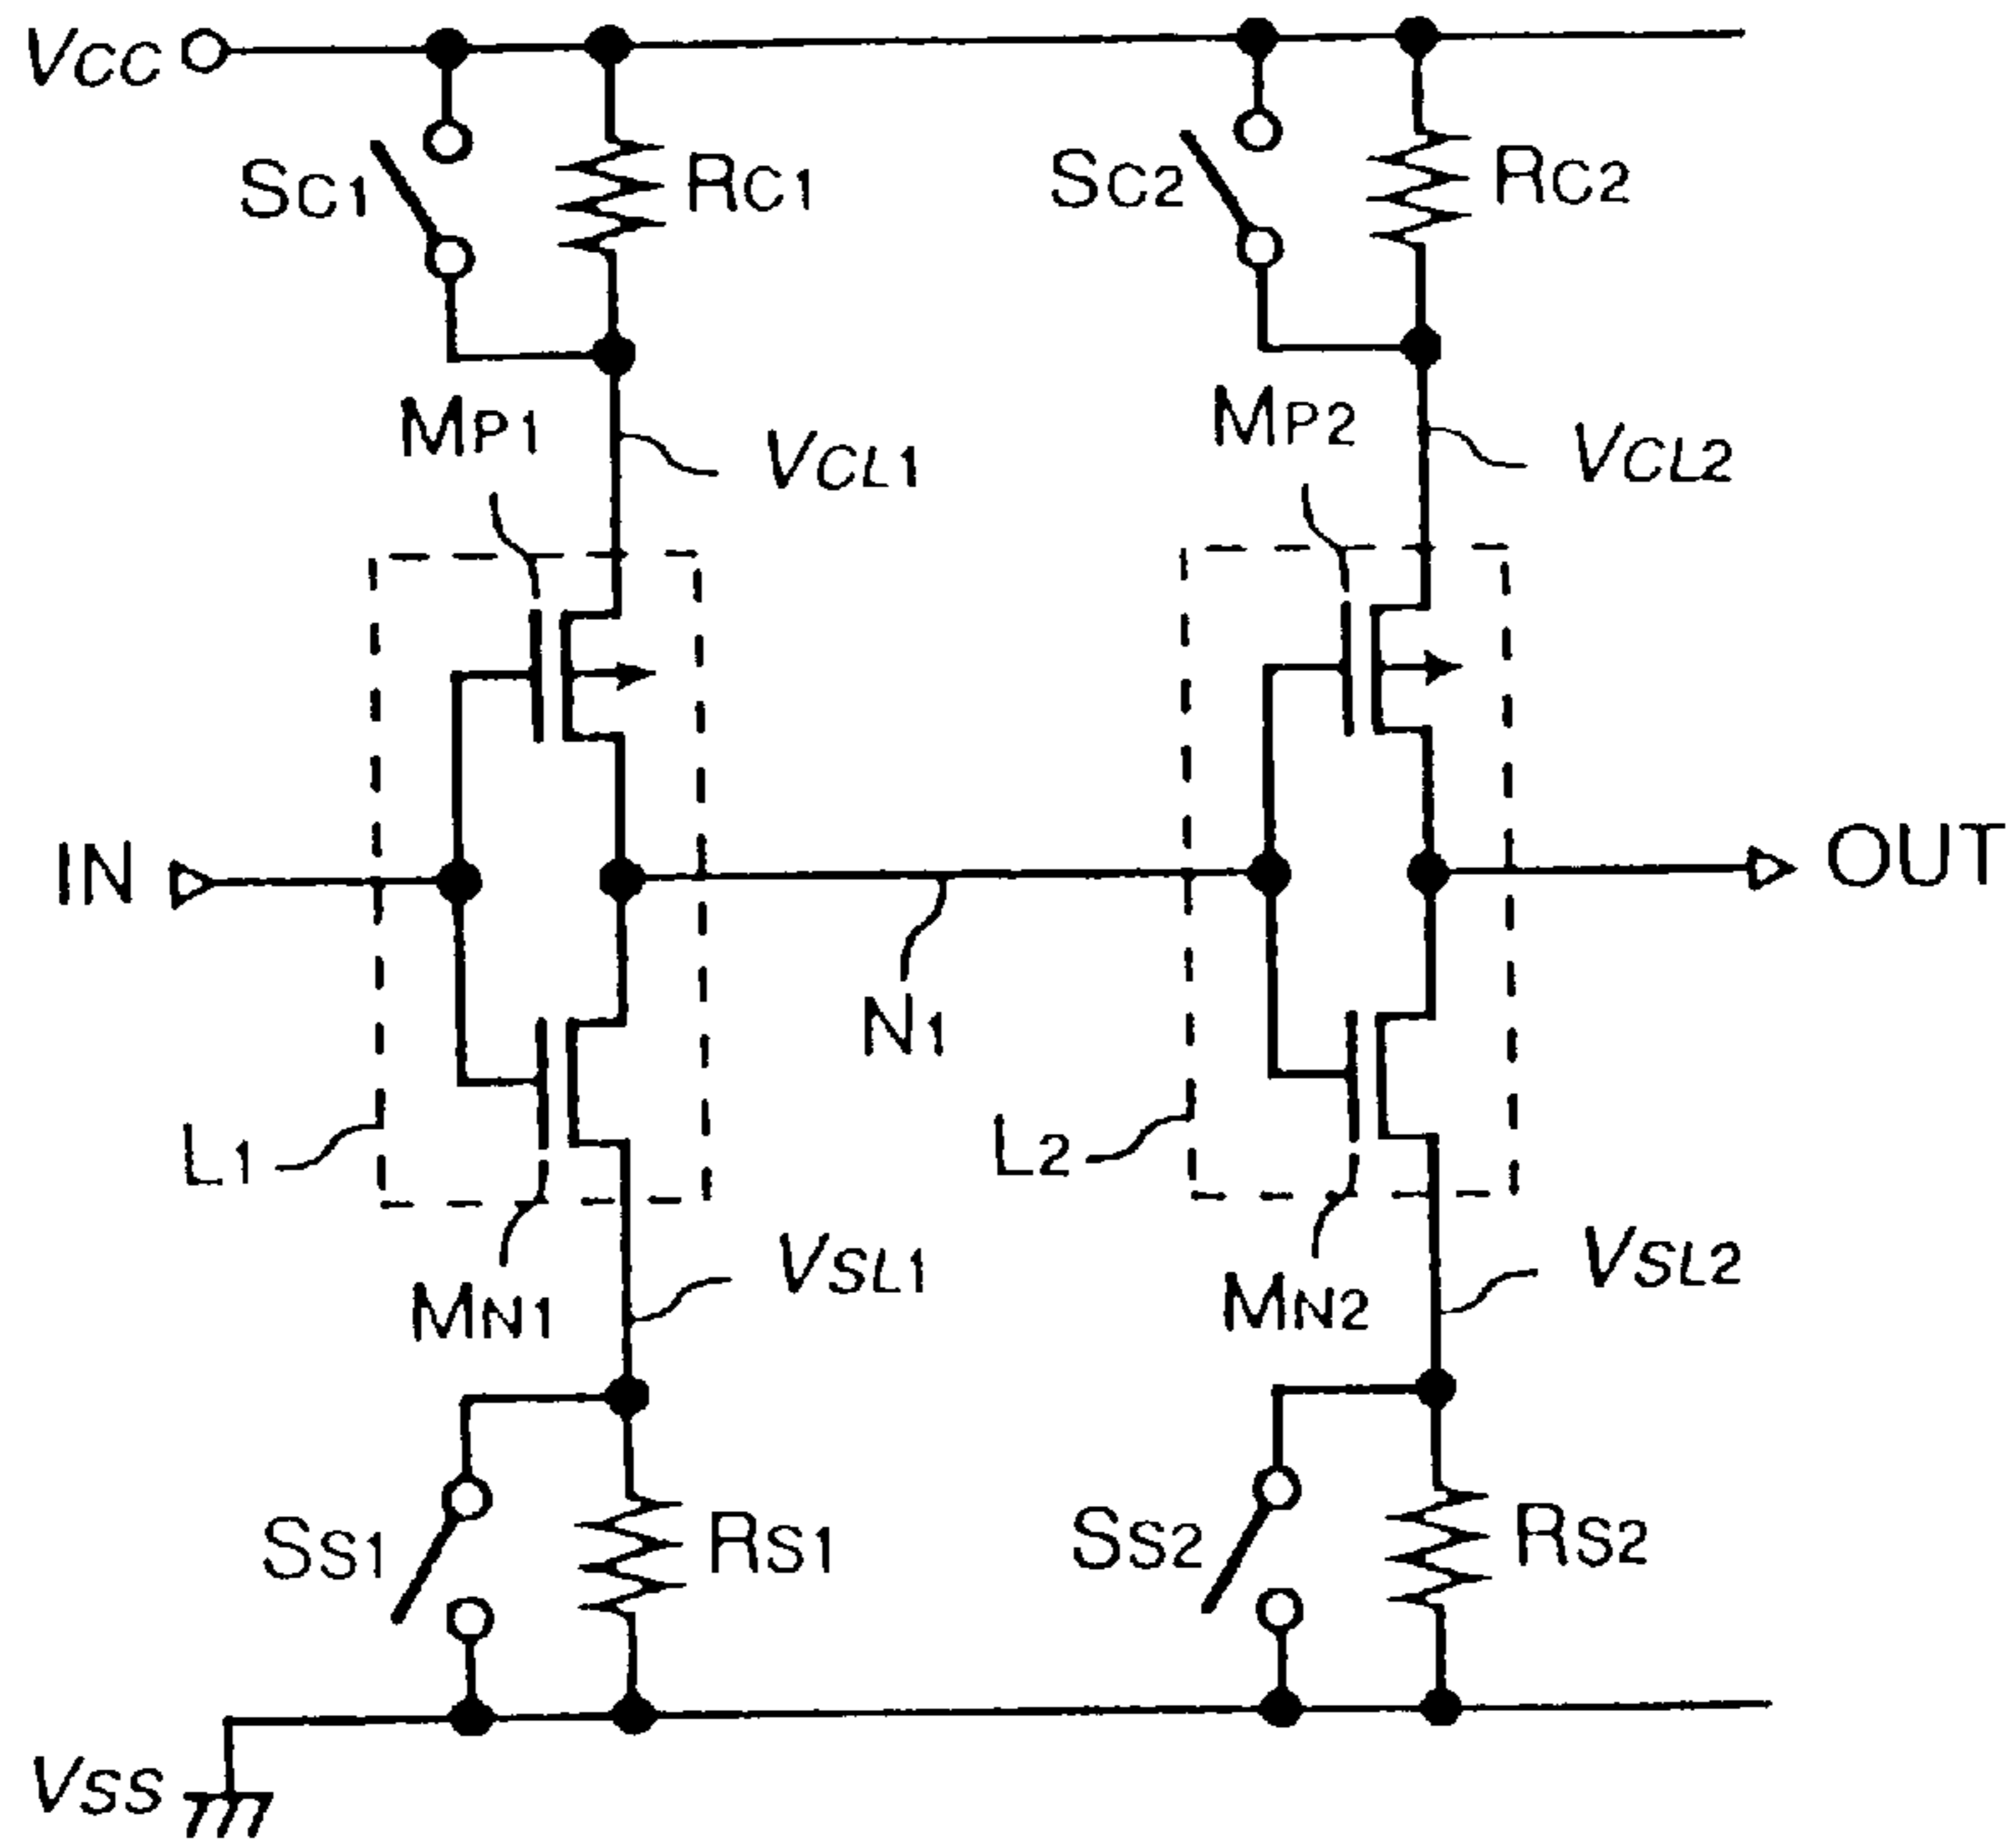 VCC
SC1
RC1
SC2
RC2
MP1
VCL1
MP2
VCL2
IN
OUT
N1
L1
L2
MN1
VSL1
MN2
VSL2
SS1
RS1
SS2
RS2
VSS